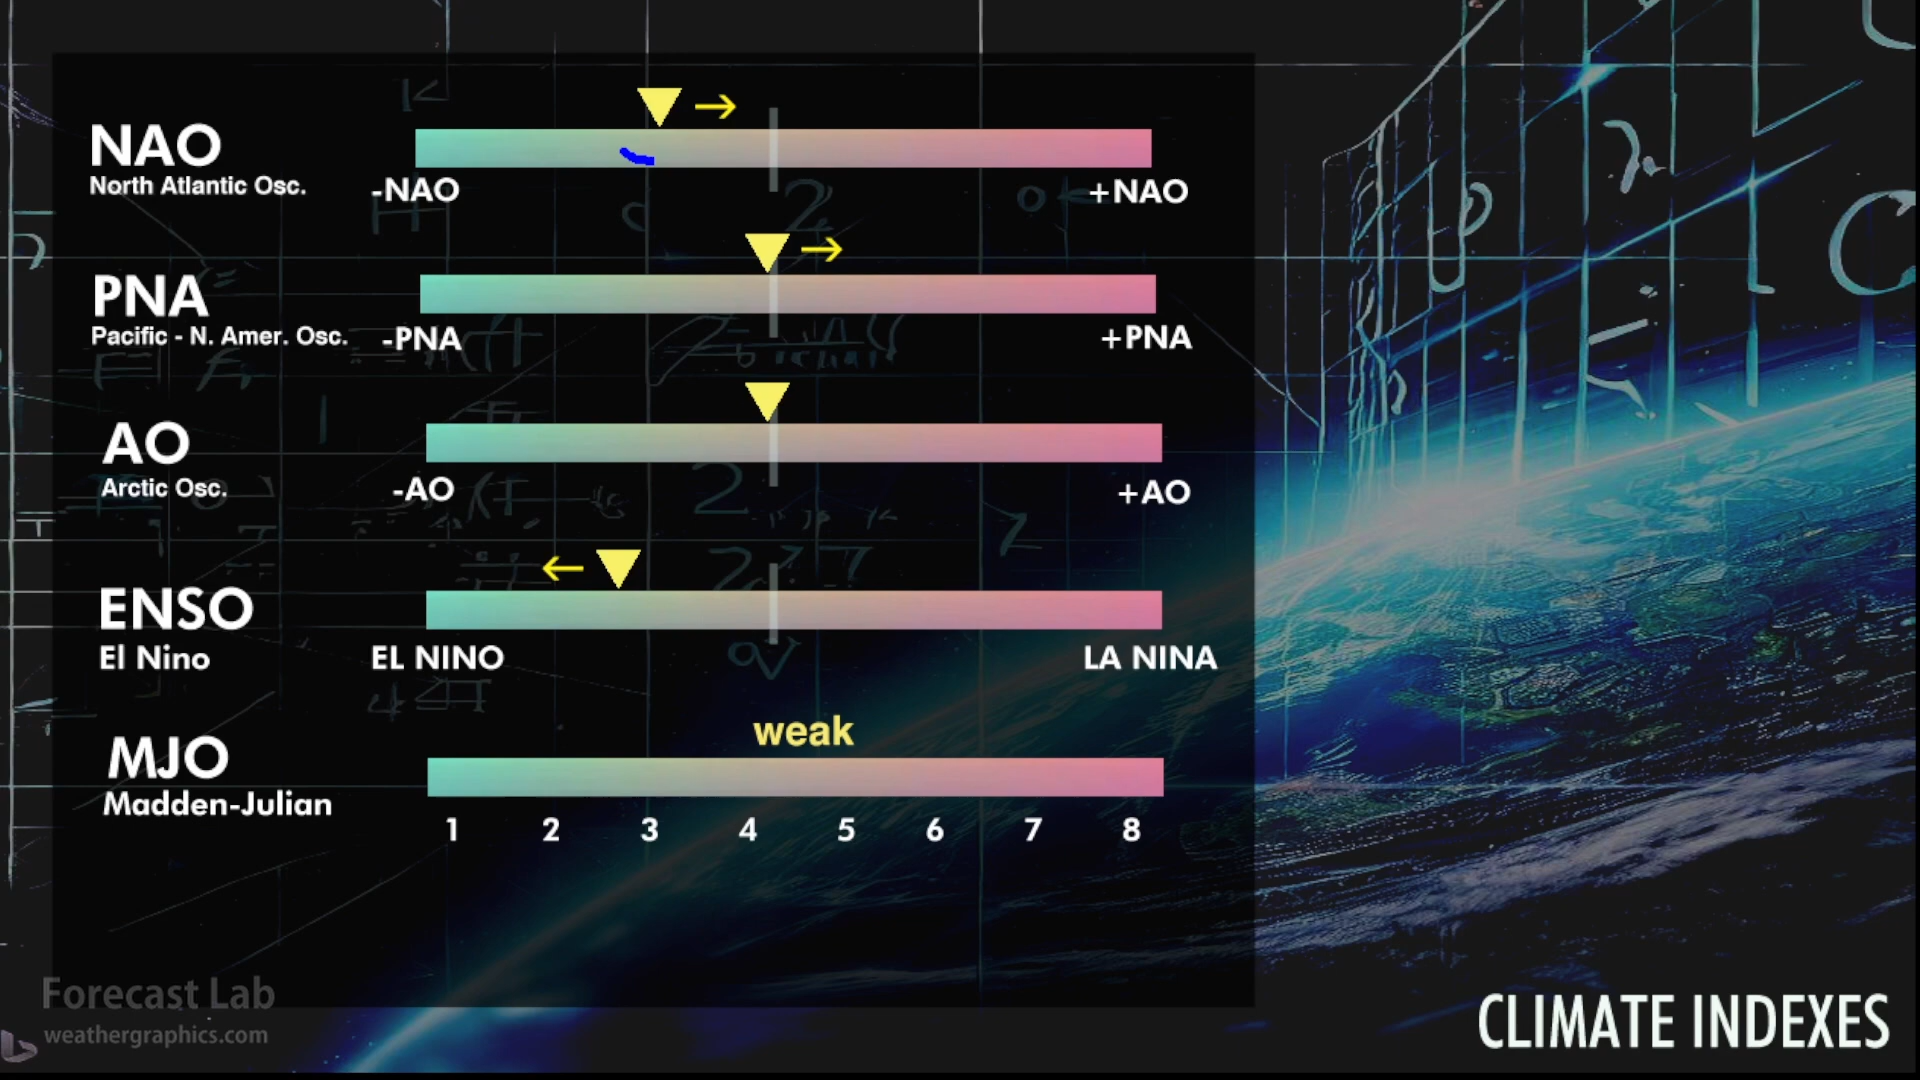 NAO
North Atlantic Osc.
-NAO
+NAO
PNA
Pacific - N. Amer. Osc.
-PNA
+PNA
AO
Arctic Osc.
-AO
+AO
ENSO
El Nino
EL NINO
LA NINA
weak
MJO
Madden-Julian
1 2 3 4 5 6 7 8
Forecast Lab
weathergraphics.com
CLIMATE INDEXES